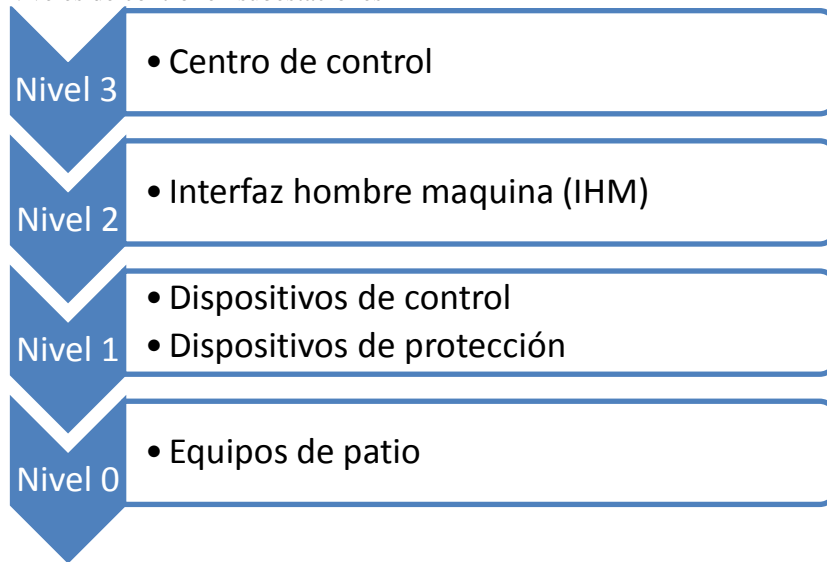 Nivel 3
• Centro de control
Nivel 2
• Interfaz hombre maquina (IHM)
Nivel 1
• Dispositivos de control
• Dispositivos de protección
Nivel 0
• Equipos de patio